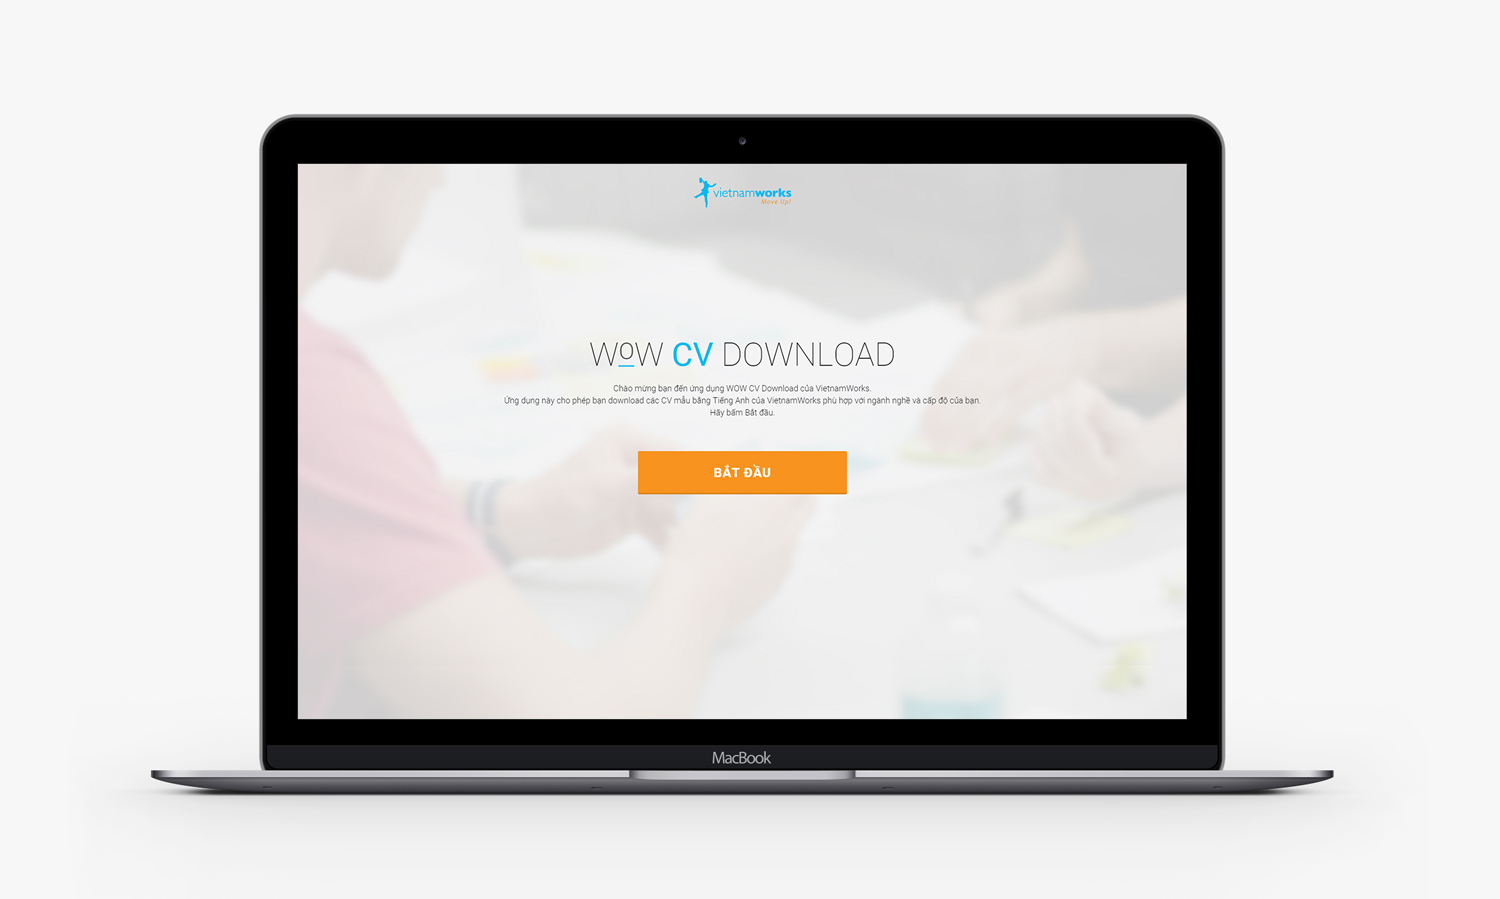 vietnamworks
Move Up!
WOW CV DOWNLOAD
Chào mừng bạn đến ứng dụng WOW CV Download của VietnamWorks.
Ứng dụng này cho phép bạn download các CV mẫu bằng Tiếng Anh của VietnamWorks phù hợp với ngành nghề và cấp độ của bạn.
Hãy bấm Bắt đầu.
BẮT ĐẦU
MacBook